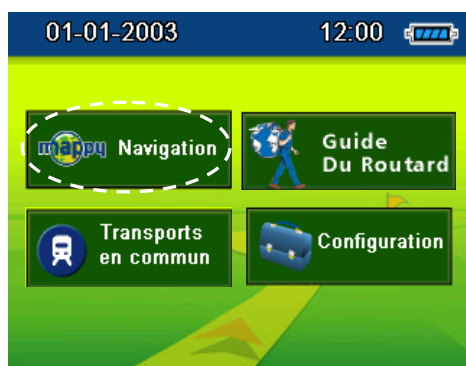 01-01-2003 12:00
mappy Navigation
Guide
Du Routard
Transports
en commun
Configuration